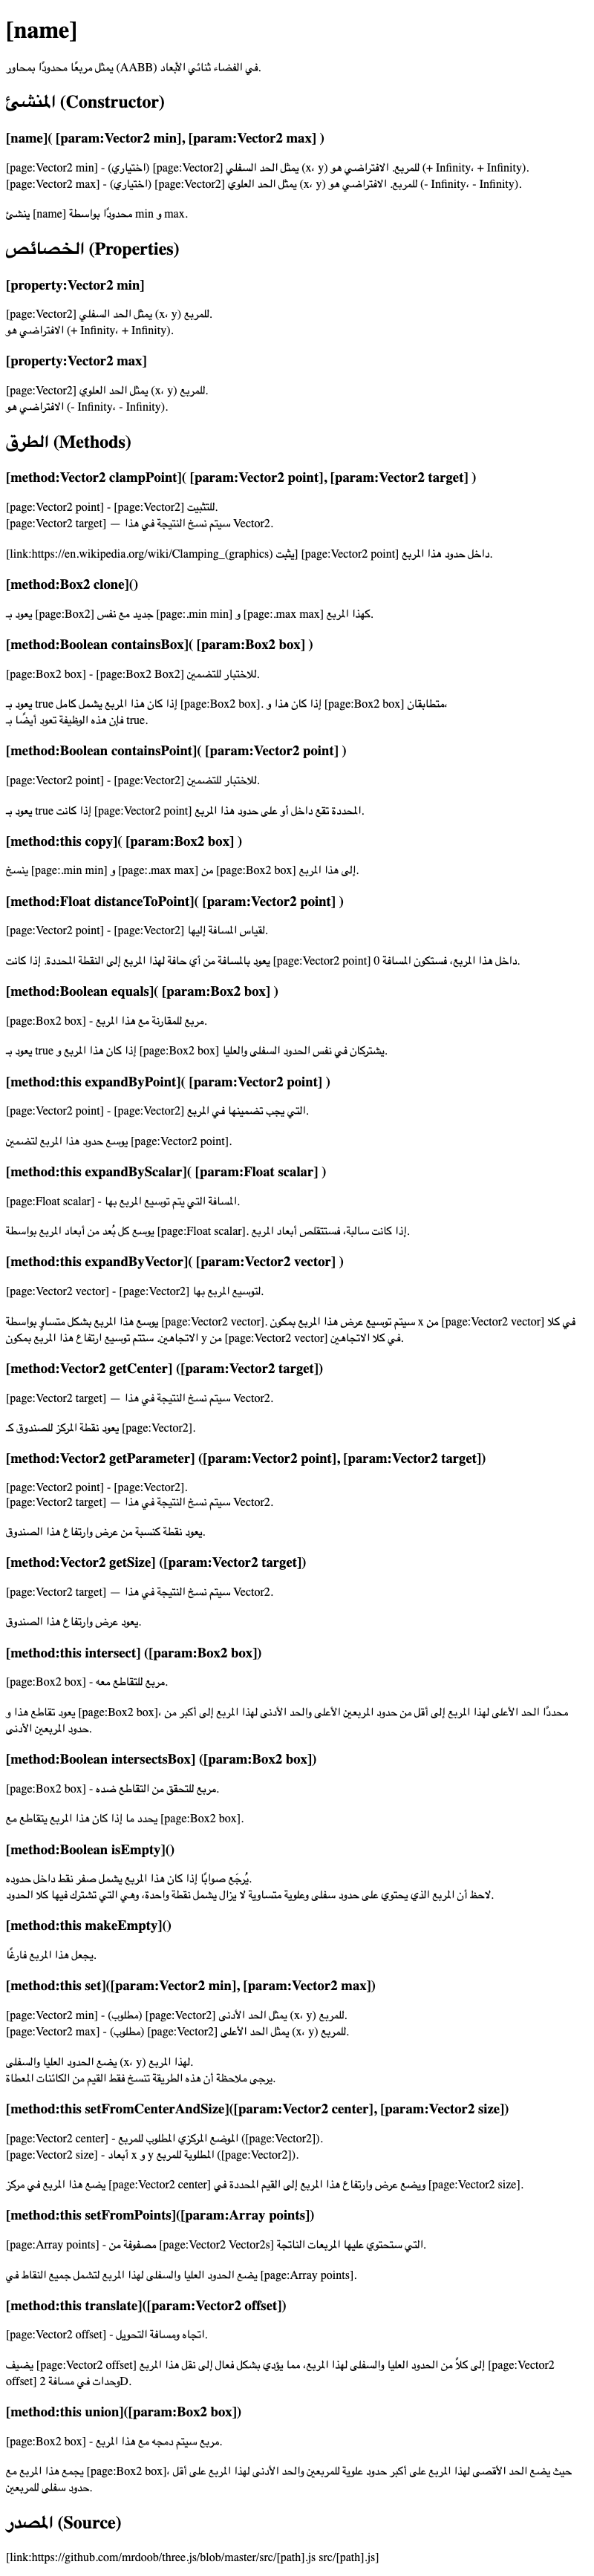 [name]
يمثل مربعًا محدودًا بمحاور (AABB) في الفضاء ثنائي الأبعاد.
المنشئ (Constructor)
[name]( [param:Vector2 min], [param:Vector2 max] )
[page:Vector2 min] - (اختياري) [page:Vector2] يمثل الحد السفلي (x، y) للمربع. الافتراضي هو (+ Infinity، + Infinity).
[page:Vector2 max] - (اختياري) [page:Vector2] يمثل الحد العلوي (x، y) للمربع. الافتراضي هو (- Infinity، - Infinity).
ينشئ [name] محدودًا بواسطة min و max.
الخصائص (Properties)
[property:Vector2 min]
[page:Vector2] يمثل الحد السفلي (x، y) للمربع.
الافتراضي هو (+ Infinity، + Infinity).
[property:Vector2 max]
[page:Vector2] يمثل الحد العلوي (x، y) للمربع.
الافتراضي هو (- Infinity، - Infinity).
الطرق (Methods)
[method:Vector2 clampPoint]( [param:Vector2 point], [param:Vector2 target] )
[page:Vector2 point] - [page:Vector2] للتثبيت.
[page:Vector2 target] — سيتم نسخ النتيجة في هذا Vector2.
[link:https://en.wikipedia.org/wiki/Clamping_(graphics) يثبت] [page:Vector2 point] داخل حدود هذا المربع.
[method:Box2 clone]()
يعود بـ [page:Box2] جديد مع نفس [page:.min min] و [page:.max max] كهذا المربع.
[method:Boolean containsBox]( [param:Box2 box] )
[page:Box2 box] - [page:Box2 Box2] للاختبار للتضمين.
يعود بـ true إذا كان هذا المربع يشمل كامل [page:Box2 box]. إذا كان هذا و [page:Box2 box] متطابقان،
فإن هذه الوظيفة تعود أيضًا بـ true.
[method:Boolean containsPoint]( [param:Vector2 point] )
[page:Vector2 point] - [page:Vector2] للاختبار للتضمين.
يعود بـ true إذا كانت [page:Vector2 point] المحددة تقع داخل أو على حدود هذا المربع.
[method:this copy]( [param:Box2 box] )
ينسخ [page:.min min] و [page:.max max] من [page:Box2 box] إلى هذا المربع.
[method:Float distanceToPoint]( [param:Vector2 point] )
[page:Vector2 point] - [page:Vector2] لقياس المسافة إليها.
يعود بالمسافة من أي حافة لهذا المربع إلى النقطة المحددة. إذا كانت [page:Vector2 point] داخل هذا المربع، فستكون المسافة 0.
[method:Boolean equals]( [param:Box2 box] )
[page:Box2 box] - مربع للمقارنة مع هذا المربع.
يعود بـ true إذا كان هذا المربع و [page:Box2 box] يشتركان في نفس الحدود السفلى والعليا.
[method:this expandByPoint]( [param:Vector2 point] )
[page:Vector2 point] - [page:Vector2] التي يجب تضمينها في المربع.
يوسع حدود هذا المربع لتضمين [page:Vector2 point].
[method:this expandByScalar]( [param:Float scalar] )
[page:Float scalar] - المسافة التي يتم توسيع المربع بها.
يوسع كل بُعد من أبعاد المربع بواسطة [page:Float scalar]. إذا كانت سالبة، فستتقلص أبعاد المربع.
[method:this expandByVector]( [param:Vector2 vector] )
[page:Vector2 vector] - [page:Vector2] لتوسيع المربع بها.
يوسع هذا المربع بشكل متساوٍ بواسطة [page:Vector2 vector]. سيتم توسيع عرض هذا المربع بمكون x من [page:Vector2 vector] في كلا
الاتجاهين. ستتم توسيع ارتفاع هذا المربع بمكون y من [page:Vector2 vector] في كلا الاتجاهين.
[method:Vector2 getCenter] ([param:Vector2 target])
[page:Vector2 target] — سيتم نسخ النتيجة في هذا Vector2.
يعود نقطة المركز للصندوق كـ [page:Vector2].
[method:Vector2 getParameter] ([param:Vector2 point], [param:Vector2 target])
[page:Vector2 point] - [page:Vector2].
[page:Vector2 target] — سيتم نسخ النتيجة في هذا Vector2.
يعود نقطة كنسبة من عرض وارتفاع هذا الصندوق.
[method:Vector2 getSize] ([param:Vector2 target])
[page:Vector2 target] — سيتم نسخ النتيجة في هذا Vector2.
يعود عرض وارتفاع هذا الصندوق.
[method:this intersect] ([param:Box2 box])
[page:Box2 box] - مربع للتقاطع معه.
يعود تقاطع هذا و [page:Box2 box]، محددًا الحد الأعلى لهذا المربع إلى أقل من حدود المربعين الأعلى والحد الأدنى لهذا المربع إلى أكبر من
حدود المربعين الأدنى.
[method:Boolean intersectsBox] ([param:Box2 box])
[page:Box2 box] - مربع للتحقق من التقاطع ضده.
يحدد ما إذا كان هذا المربع يتقاطع مع [page:Box2 box].
[method:Boolean isEmpty]()
يُرجَع صوابًا إذا كان هذا المربع يشمل صفر نقط داخل حدوده.
لاحظ أن المربع الذي يحتوي على حدود سفلى وعلوية متساوية لا يزال يشمل نقطة واحدة، وهي التي تشترك فيها كلا الحدود.
[method:this makeEmpty]()
يجعل هذا المربع فارغًا.
[method:this set]([param:Vector2 min], [param:Vector2 max])
[page:Vector2 min] - (مطلوب) [page:Vector2] يمثل الحد الأدنى (x، y) للمربع.
[page:Vector2 max] - (مطلوب) [page:Vector2] يمثل الحد الأعلى (x، y) للمربع.
يضع الحدود العليا والسفلى (x، y) لهذا المربع.
يرجى ملاحظة أن هذه الطريقة تنسخ فقط القيم من الكائنات المعطاة.
[method:this setFromCenterAndSize]([param:Vector2 center], [param:Vector2 size])
[page:Vector2 center] - الموضع المركزي المطلوب للمربع ([page:Vector2]).
[page:Vector2 size] - أبعاد x و y المطلوبة للمربع ([page:Vector2]).
يضع هذا المربع في مركز [page:Vector2 center] ويضع عرض وارتفاع هذا المربع إلى القيم المحددة في [page:Vector2 size].
[method:this setFromPoints]([param:Array points])
[page:Array points] - مصفوفة من [page:Vector2 Vector2s] التي ستحتوي عليها المربعات الناتجة.
يضع الحدود العليا والسفلى لهذا المربع لتشمل جميع النقاط في [page:Array points].
[method:this translate]([param:Vector2 offset])
[page:Vector2 offset] - اتجاه ومسافة التحويل.
يضيف [page:Vector2 offset] إلى كلاً من الحدود العليا والسفلى لهذا المربع، مما يؤدي بشكل فعال إلى نقل هذا المربع [page:Vector2
offset] وحدات في مسافة 2D.
[method:this union]([param:Box2 box])
[page:Box2 box] - مربع سيتم دمجه مع هذا المربع.
يجمع هذا المربع مع [page:Box2 box]، حيث يضع الحد الأقصى لهذا المربع على أكبر حدود علوية للمربعين والحد الأدنى لهذا المربع على أقل
حدود سفلى للمربعين.
المصدر (Source)
[link:https://github.com/mrdoob/three.js/blob/master/src/[path].js src/[path].js]